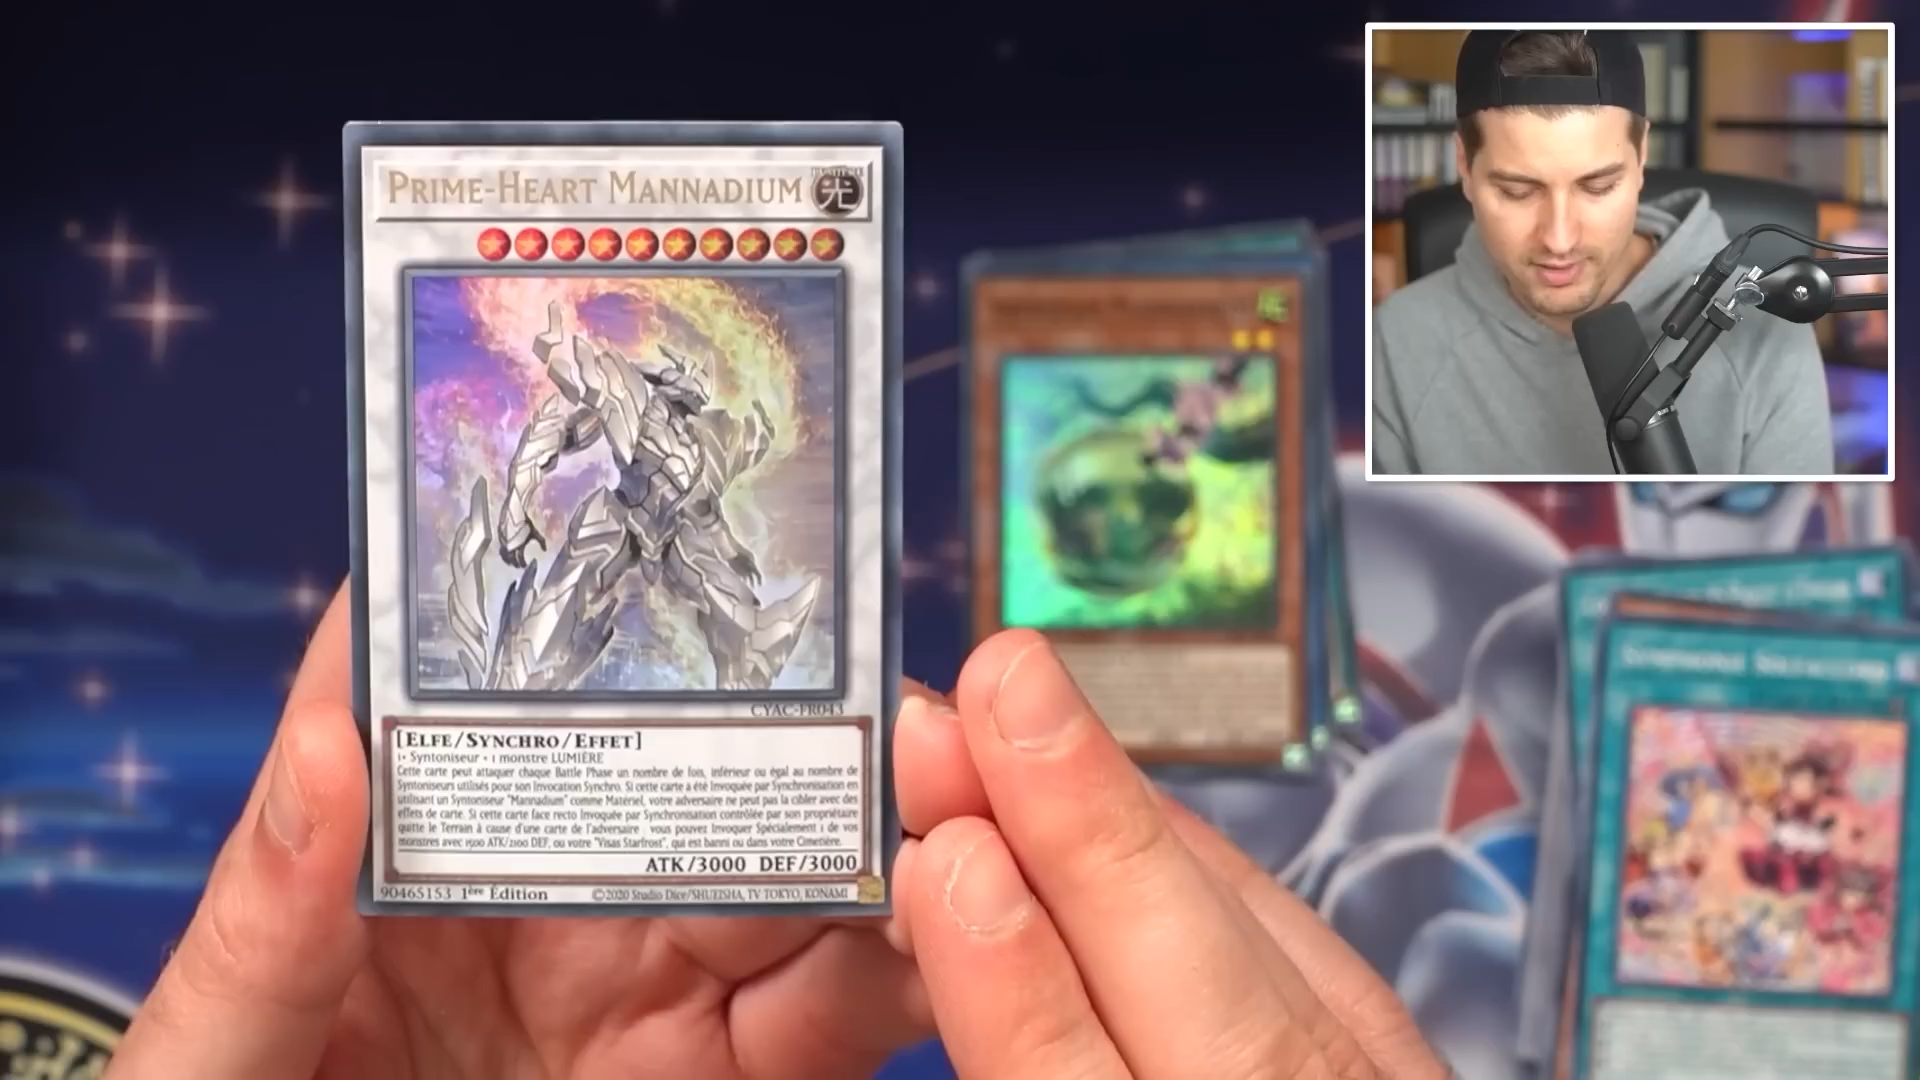 PRIME-HEART MANNADIUM
LUMIÈRE
光
CYAC-FR043
[ELFE/SYNCHRO/EFFET]
1+ Syntoniseur + 1 monstre LUMIÈRE
Cette carte peut attaquer chaque Battle Phase un nombre de fois, inférieur ou égal au nombre de
Syntoniseurs utilisés pour son Invocation Synchro. Si cette carte a été Invoquée par Synchronisation en
utilisant un Syntoniseur "Mannadium" comme Matériel, votre adversaire ne peut pas la cibler avec des
effets de carte. Si cette carte face recto Invoquée par Synchronisation contrôlée par son propriétaire
quitte le Terrain à cause d'une carte de l'adversaire : vous pouvez Invoquer Spécialement 1 de vos
monstres avec 1500 ATK/2100 DEF, ou votre "Visas Starfrost", qui est banni ou dans votre Cimetière.
ATK/3000 DEF/3000
90465153 1ère Édition ©2020 Studio Dice/SHUEISHA, TV TOKYO, KONAMI